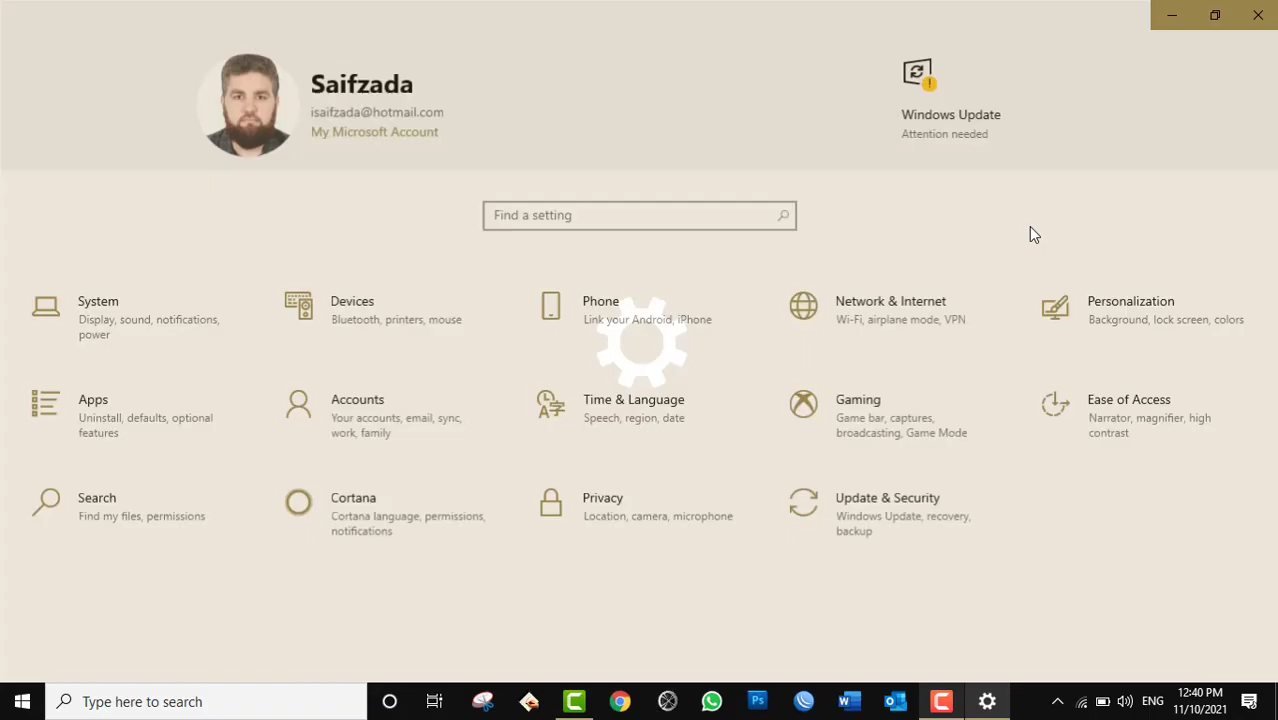 Saifzada
isaifzada@hotmail.com
My Microsoft Account
Windows Update
Attention needed
Find a setting
System
Display, sound, notifications,
power
Devices
Bluetooth, printers, mouse
Phone
Link your Android, iPhone
Network & Internet
Wi-Fi, airplane mode, VPN
Personalization
Background, lock screen, colors
Apps
Uninstall, defaults, optional
features
Accounts
Your accounts, email, sync,
work, family
Time & Language
Speech, region, date
Gaming
Game bar, captures,
broadcasting, Game Mode
Ease of Access
Narrator, magnifier, high
contrast
Search
Find my files, permissions
Cortana
Cortana language, permissions,
notifications
Privacy
Location, camera, microphone
Update & Security
Windows Update, recovery,
backup
Type here to search
Ps
ENG
12:40 PM
11/10/2021